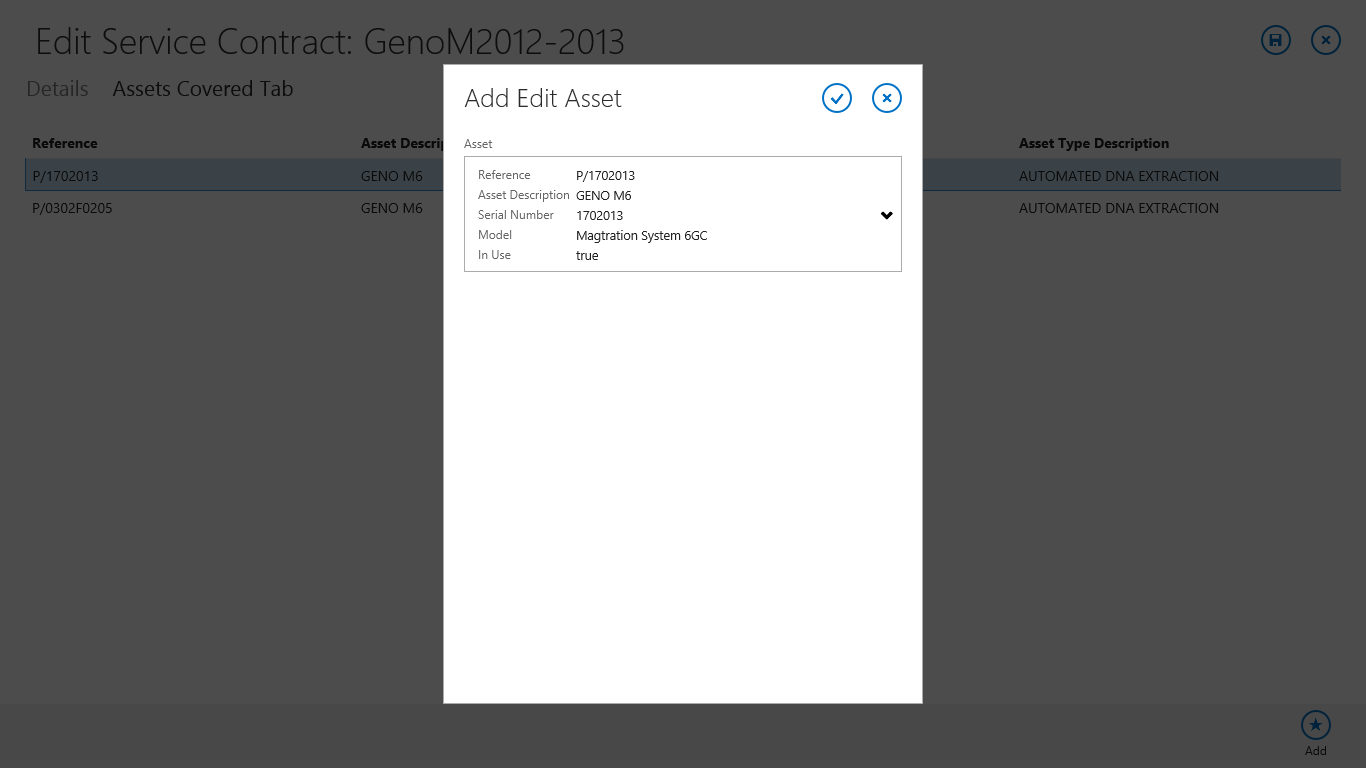 Edit Service Contract: GenoM2012-2013
Details Assets Covered Tab
Reference Asset Descrip Asset Type Description
P/1702013 GENO M6 AUTOMATED DNA EXTRACTION
P/0302F0205 GENO M6 AUTOMATED DNA EXTRACTION
Add Edit Asset
Asset
Reference P/1702013
Asset Description GENO M6
Serial Number 1702013
Model Magtration System 6GC
In Use true
Add